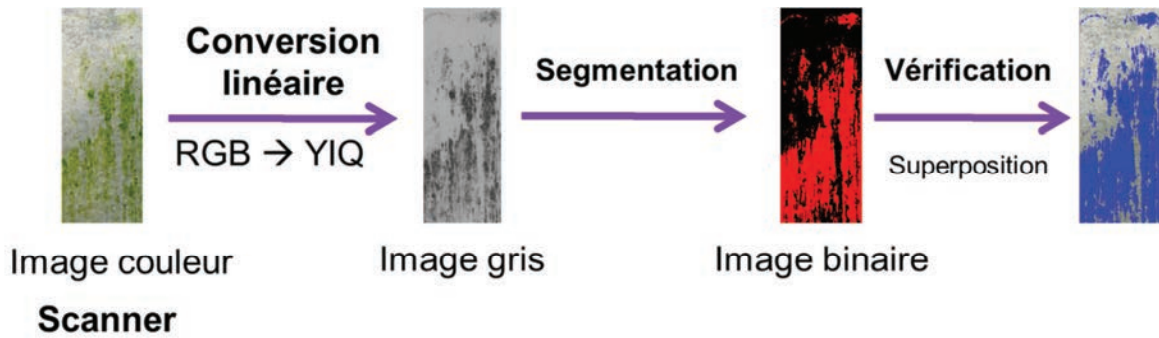 Conversion
linéaire
RGB → YIQ
Segmentation
Vérification
Superposition
Image couleur
Image gris
Image binaire
Scanner